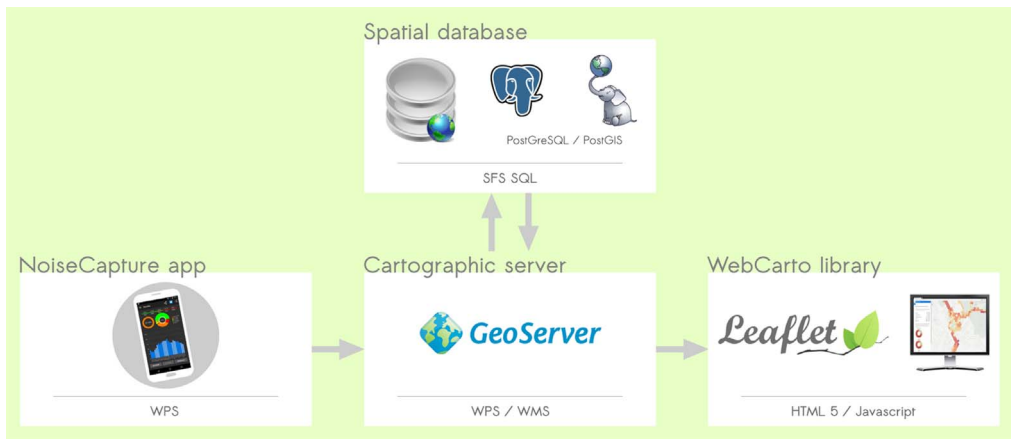 Spatial database
PostGreSQL / PostGIS
SFS SQL
NoiseCapture app
WPS
Cartographic server
GeoServer
WPS / WMS
WebCarto library
Leaflet
HTML 5 / Javascript